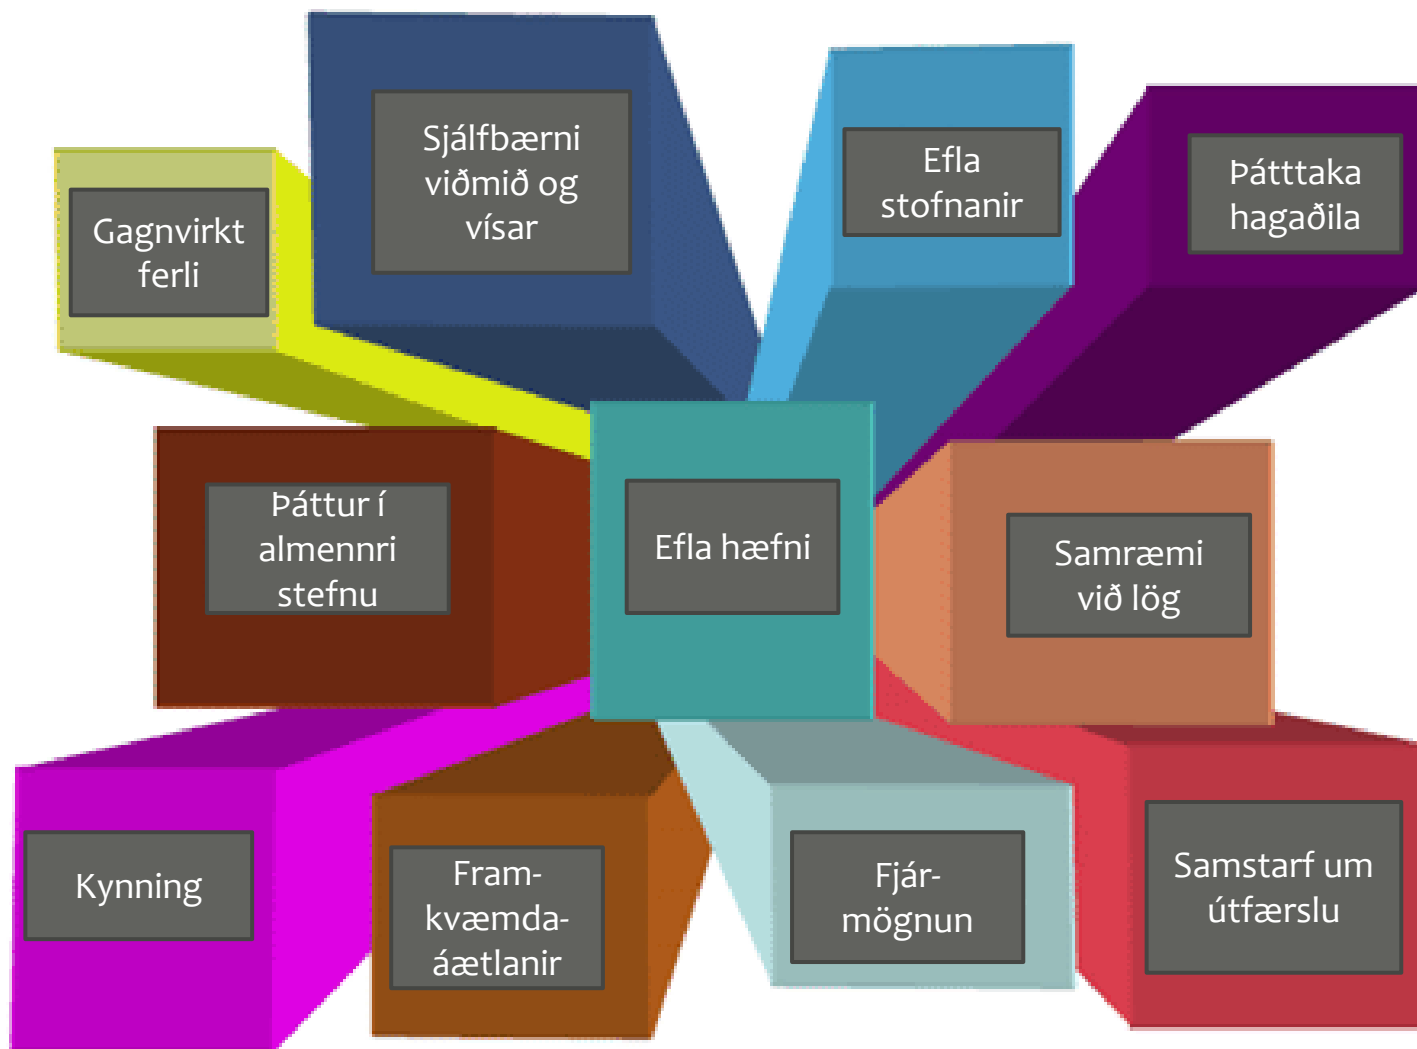 Gagnvirkt
ferli
Sjálfbærni
viðmið og
vísar
Efla
stofnanir
Þátttaka
hagaðila
Þáttur í
almennri
stefnu
Efla hæfni
Samræmi
við lög
Kynning
Fram-
kvæmda-
áætlanir
Fjár-
mögnun
Samstarf um
útfærslu